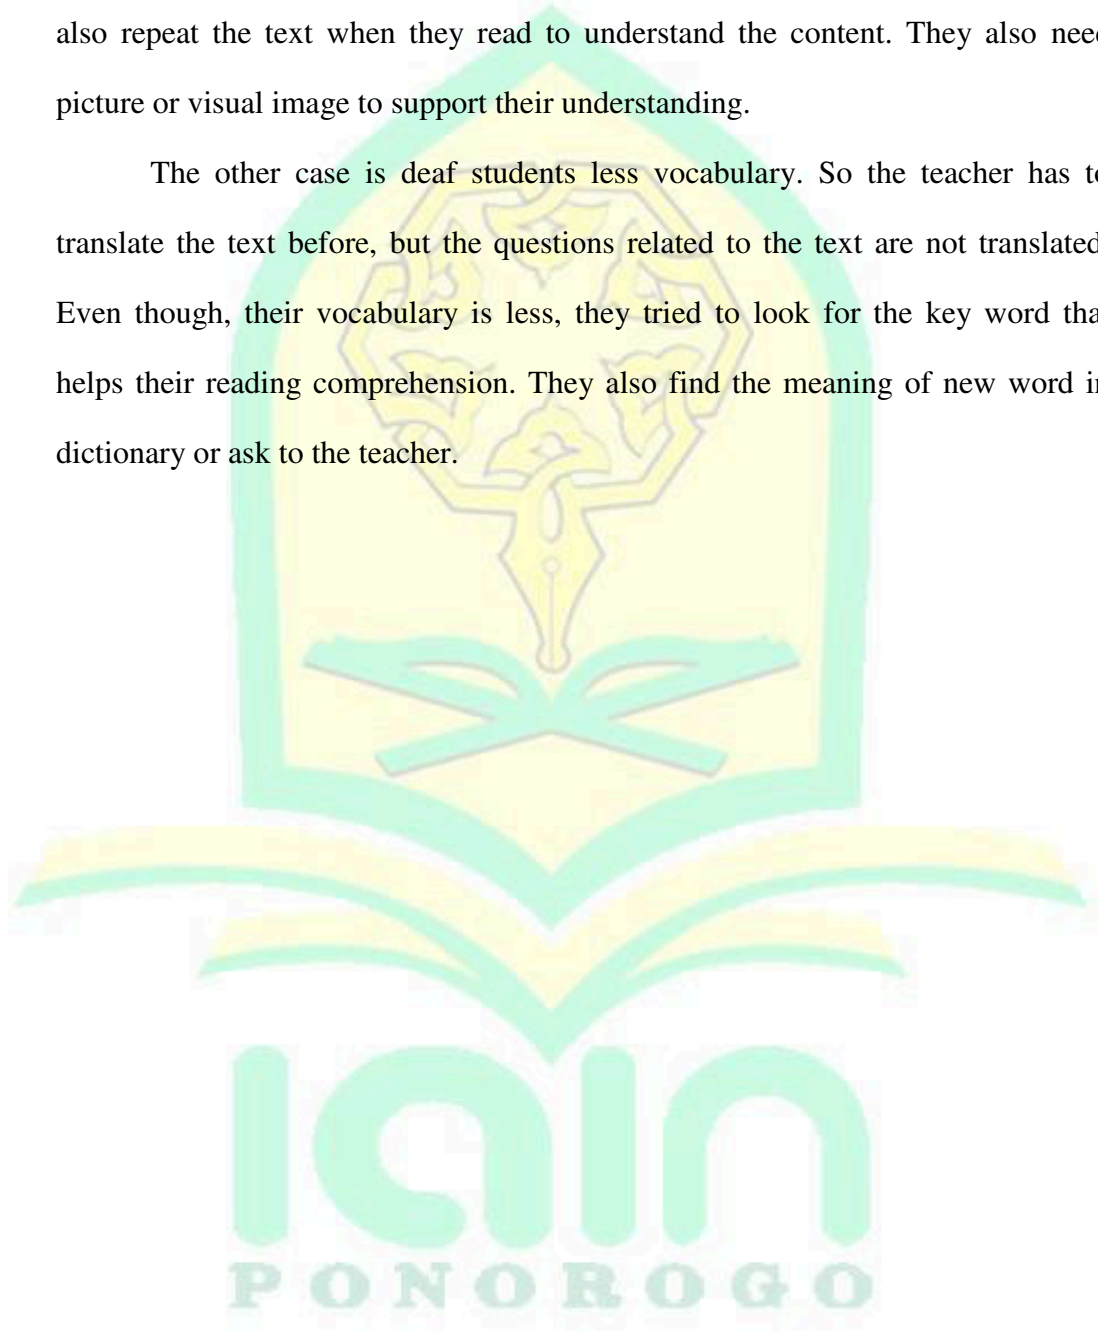 also repeat the text when they read to understand the content. They also need
picture or visual image to support their understanding.
The other case is deaf students less vocabulary. So the teacher has to
translate the text before, but the questions related to the text are not translated.
Even though, their vocabulary is less, they tried to look for the key word that
helps their reading comprehension. They also find the meaning of new word in
dictionary or ask to the teacher.
iain
PONOROGO